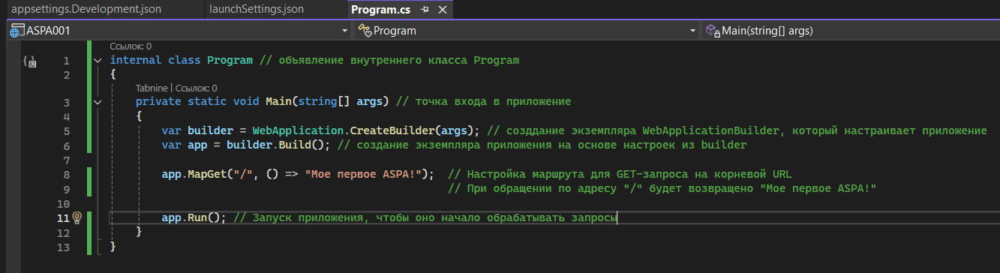 appsettings.Development.json launchSettings.json Program.cs
ASPA001 Program Main(string[] args)
Ссылок: 0
1 internal class Program // объявление внутреннего класса Program
2 {
Tabnine | Ссылок: 0
3 private static void Main(string[] args) // точка входа в приложение
4 {
5 var builder = WebApplication.CreateBuilder(args); // созддание экземпляра WebApplicationBuilder, который настраивает приложение
6 var app = builder.Build(); // создание экземпляра приложения на основе настроек из builder
7
8 app.MapGet("/", () => "Мое первое ASPA!"); // Настройка маршрута для GET-запроса на корневой URL
9 // При обращении по адресу "/" будет возвращено "Мое первое ASPA!"
10
11 app.Run(); // Запуск приложения, чтобы оно начало обрабатывать запросы
12 }
13 }